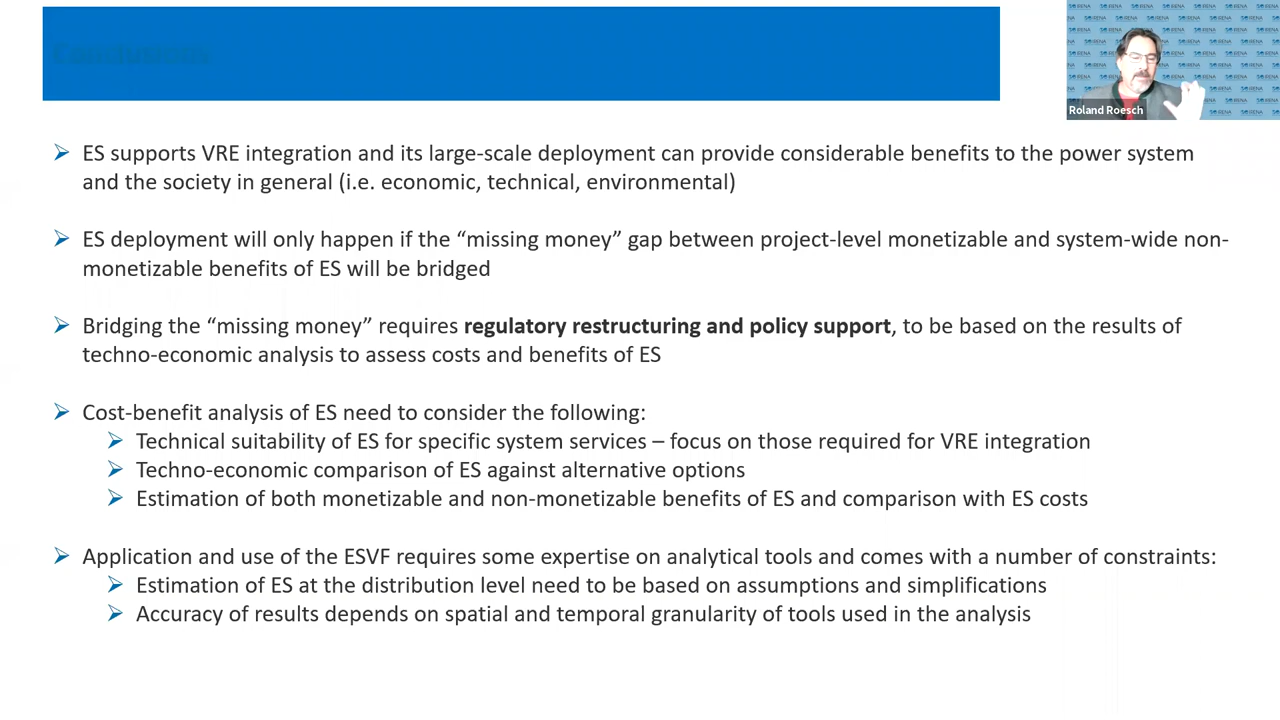 IRENA
Roland Roesch
➢ ES supports VRE integration and its large-scale deployment can provide considerable benefits to the power system
and the society in general (i.e. economic, technical, environmental)
➢ ES deployment will only happen if the “missing money” gap between project-level monetizable and system-wide non-
monetizable benefits of ES will be bridged
➢ Bridging the “missing money” requires regulatory restructuring and policy support, to be based on the results of
techno-economic analysis to assess costs and benefits of ES
➢ Cost-benefit analysis of ES need to consider the following:
➢ Technical suitability of ES for specific system services – focus on those required for VRE integration
➢ Techno-economic comparison of ES against alternative options
➢ Estimation of both monetizable and non-monetizable benefits of ES and comparison with ES costs
➢ Application and use of the ESVF requires some expertise on analytical tools and comes with a number of constraints:
➢ Estimation of ES at the distribution level need to be based on assumptions and simplifications
➢ Accuracy of results depends on spatial and temporal granularity of tools used in the analysis